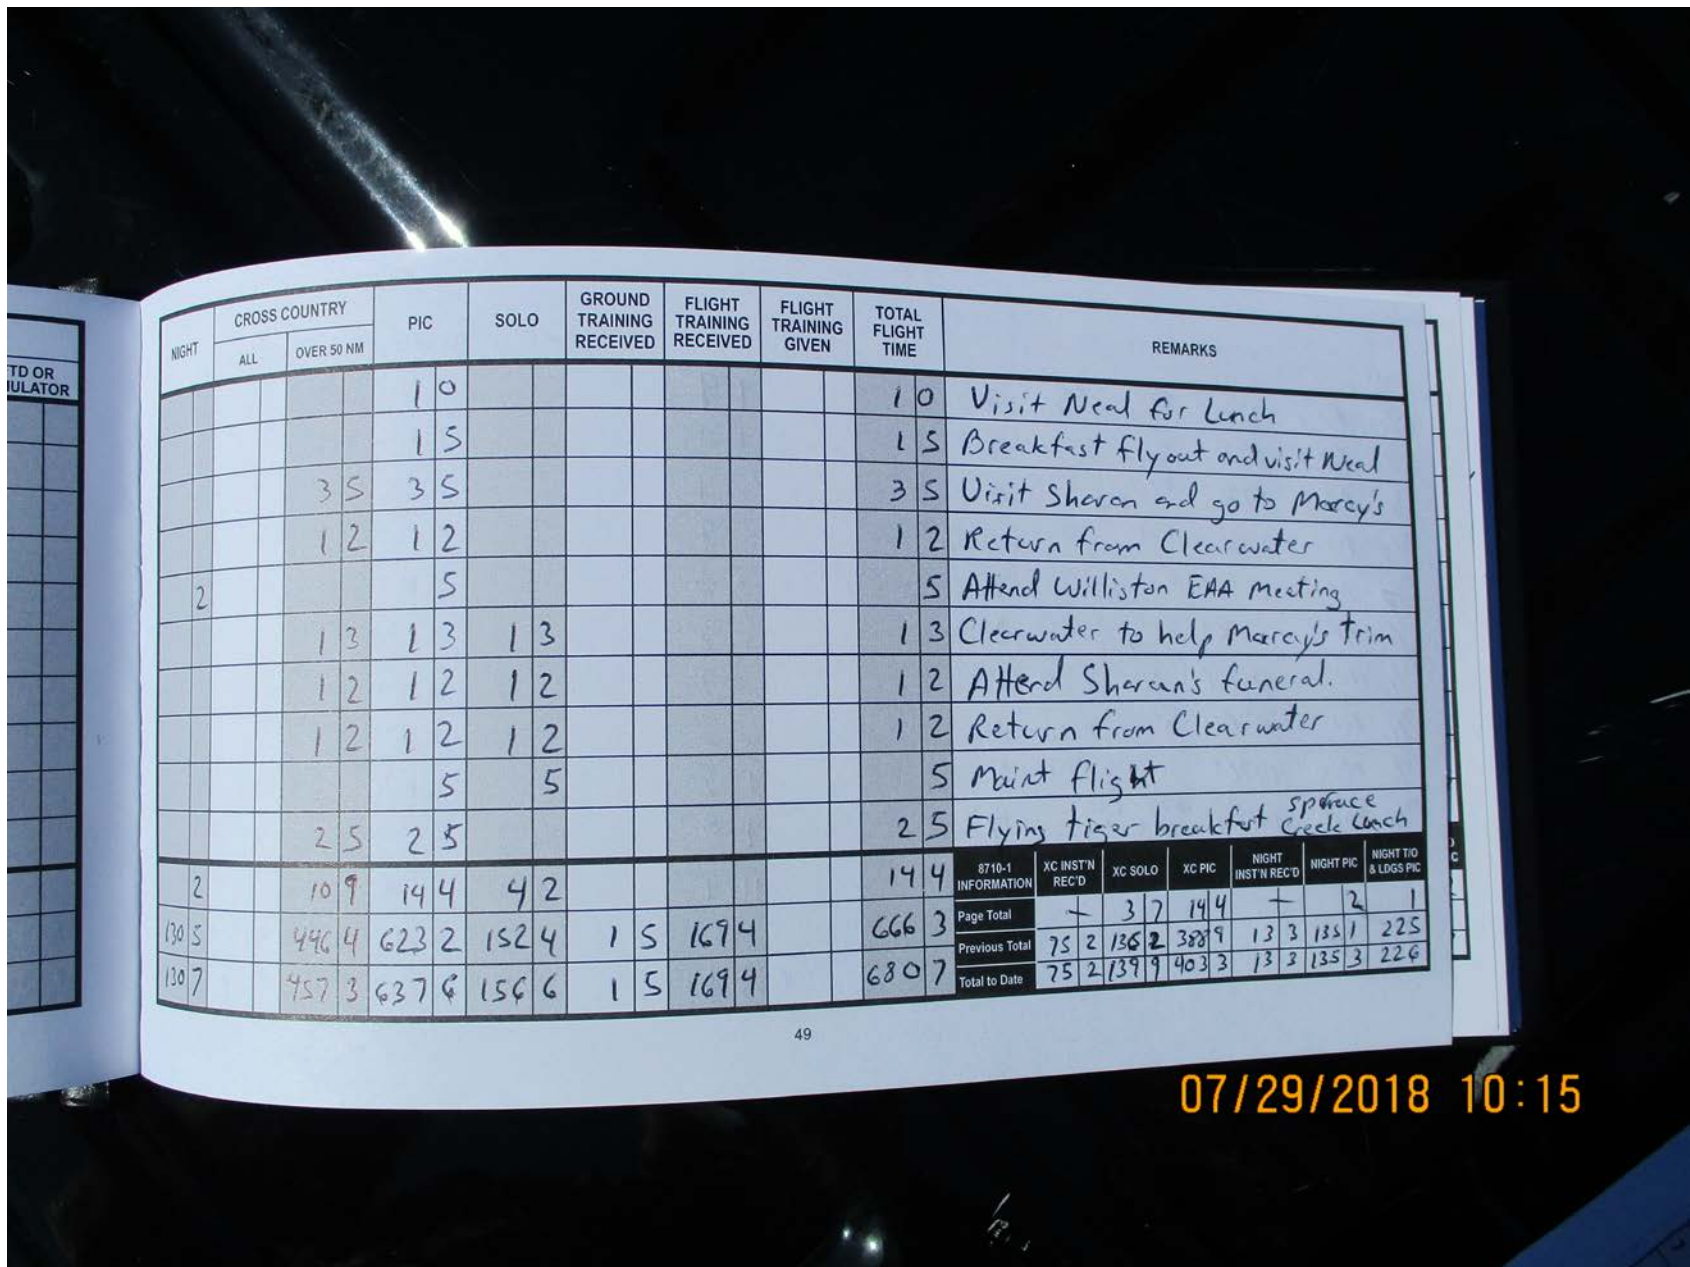 TD OR
ULATOR
NIGHT CROSS COUNTRY ALL OVER 50 NM PIC SOLO GROUND TRAINING RECEIVED FLIGHT TRAINING RECEIVED FLIGHT TRAINING GIVEN TOTAL FLIGHT TIME REMARKS
1 0 1 0 Visit Neal for Lunch
1 5 1 5 Breakfast fly out and visit Neal
3 5 3 5 3 5 Visit Sharon and go to Marcy's
1 2 1 2 1 2 Return from Clearwater
2 5 5 Attend Williston EAA Meeting
1 3 1 3 1 3 1 3 Clearwater to help Marcy's Trim
1 2 1 2 1 2 1 2 Attend Sharon's funeral.
1 2 1 2 1 2 1 2 Return from Clearwater
5 5 5 Maint flight
2 5 2 5 2 5 Flying tiger breakfast Spruce Creek Lunch
8710-1 INFORMATION XC INST'N REC'D XC SOLO XC PIC NIGHT INST'N REC'D NIGHT PIC NIGHT T/O & LDGS PIC
2 10 9 14 4 4 2 14 4 Page Total — 3 7 14 4 — 2 1
130 5 446 4 623 2 152 4 1 5 169 4 666 3 Previous Total 75 2 136 2 388 9 13 3 135 1 225
130 7 457 3 637 6 156 6 1 5 169 4 680 7 Total to Date 75 2 139 9 403 3 13 3 135 3 226
49
07/29/2018 10:15